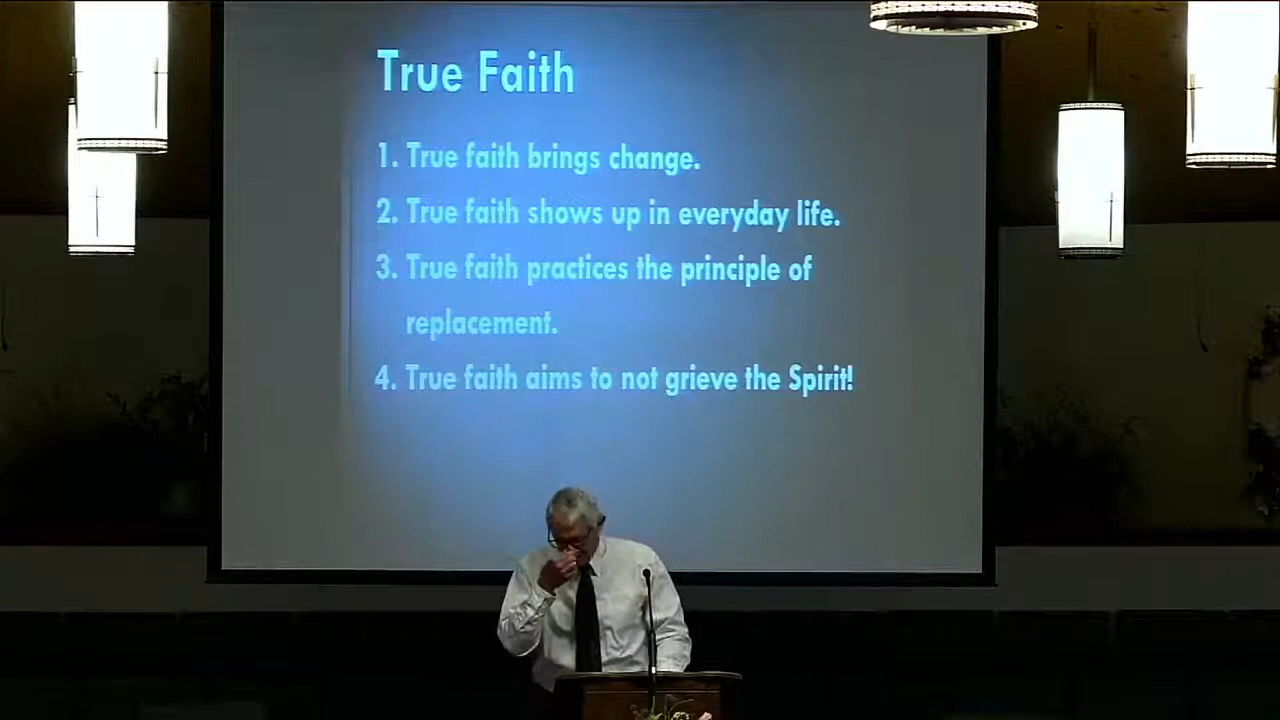 True Faith
1. True faith brings change.
2. True faith shows up in everyday life.
3. True faith practices the principle of
replacement.
4. True faith aims to not grieve the Spirit!